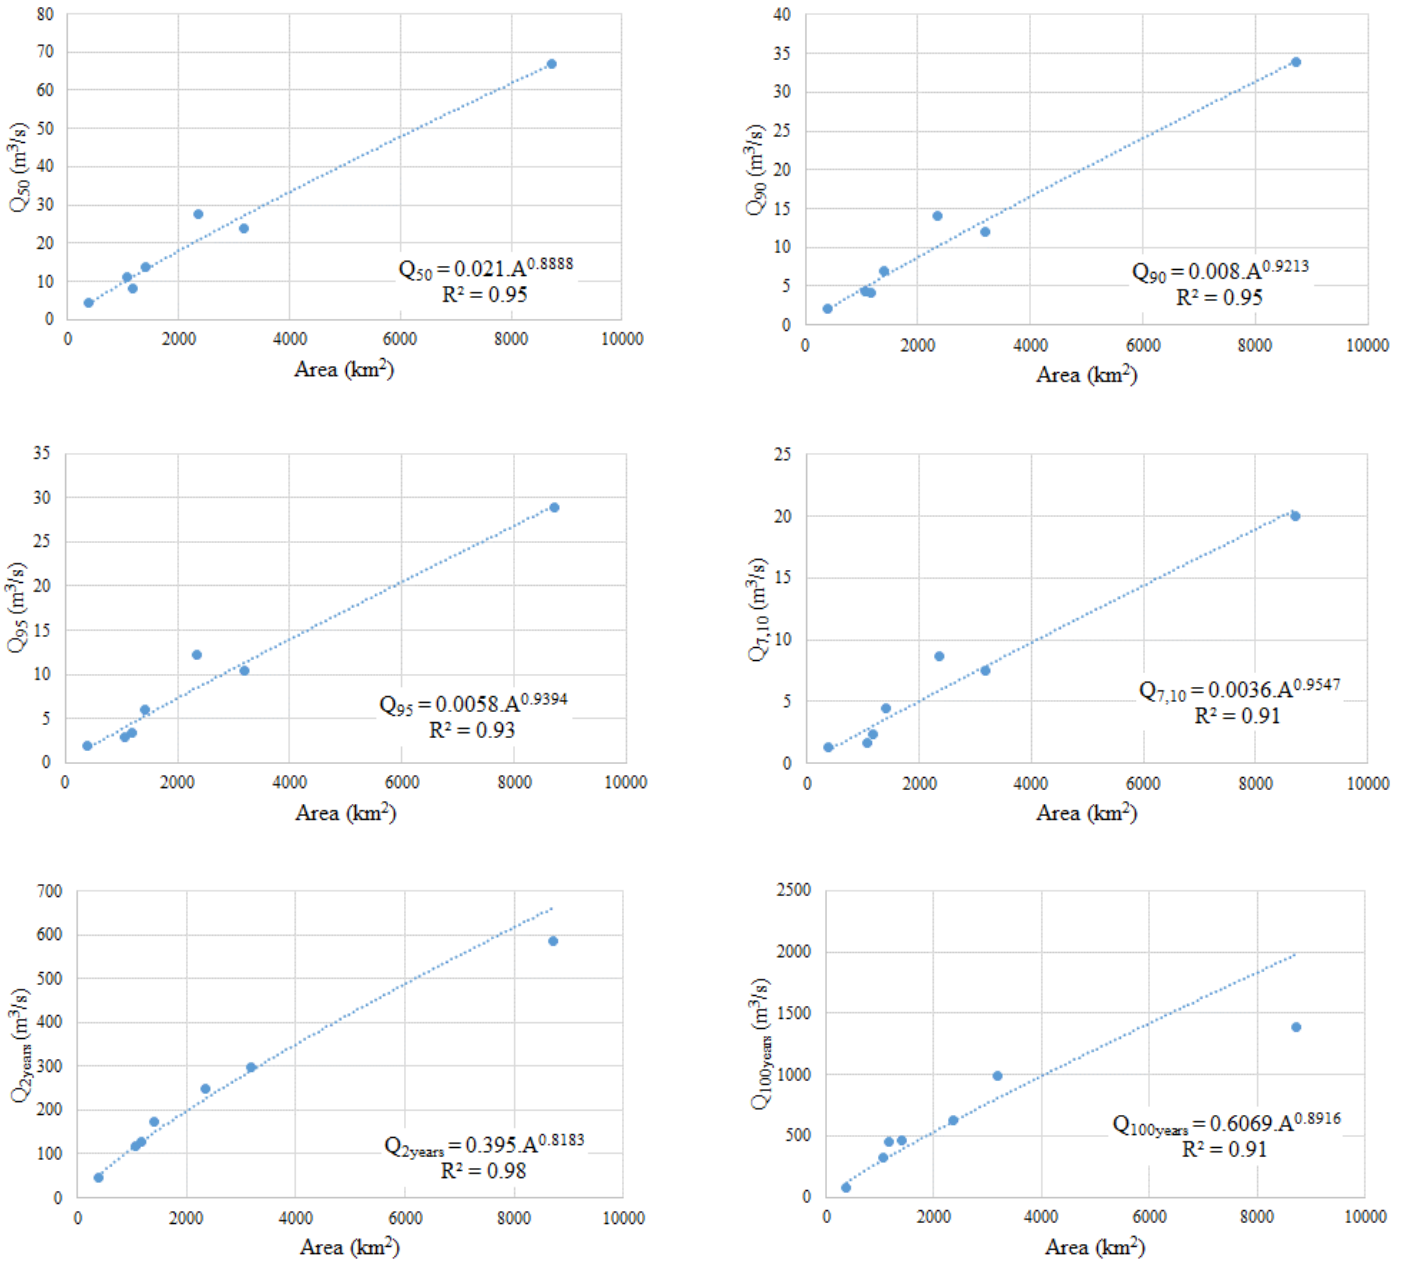 80
70
60
50
40
30
20
10
0
Q50 (m3/s)
Q50 = 0.021.A0.8888
R² = 0.95
0 2000 4000 6000 8000 10000
Area (km2)
40
35
30
25
20
15
10
5
0
Q90 (m3/s)
Q90 = 0.008.A0.9213
R² = 0.95
0 2000 4000 6000 8000 10000
Area (km2)
35
30
25
20
15
10
5
0
Q95 (m3/s)
Q95 = 0.0058.A0.9394
R² = 0.93
0 2000 4000 6000 8000 10000
Area (km2)
25
20
15
10
5
0
Q7,10 (m3/s)
Q7,10 = 0.0036.A0.9547
R² = 0.91
0 2000 4000 6000 8000 10000
Area (km2)
700
600
500
400
300
200
100
0
Q2years (m3/s)
Q2years = 0.395.A0.8183
R² = 0.98
0 2000 4000 6000 8000 10000
Area (km2)
2500
2000
1500
1000
500
0
Q100years (m3/s)
Q100years = 0.6069.A0.8916
R² = 0.91
0 2000 4000 6000 8000 10000
Area (km2)